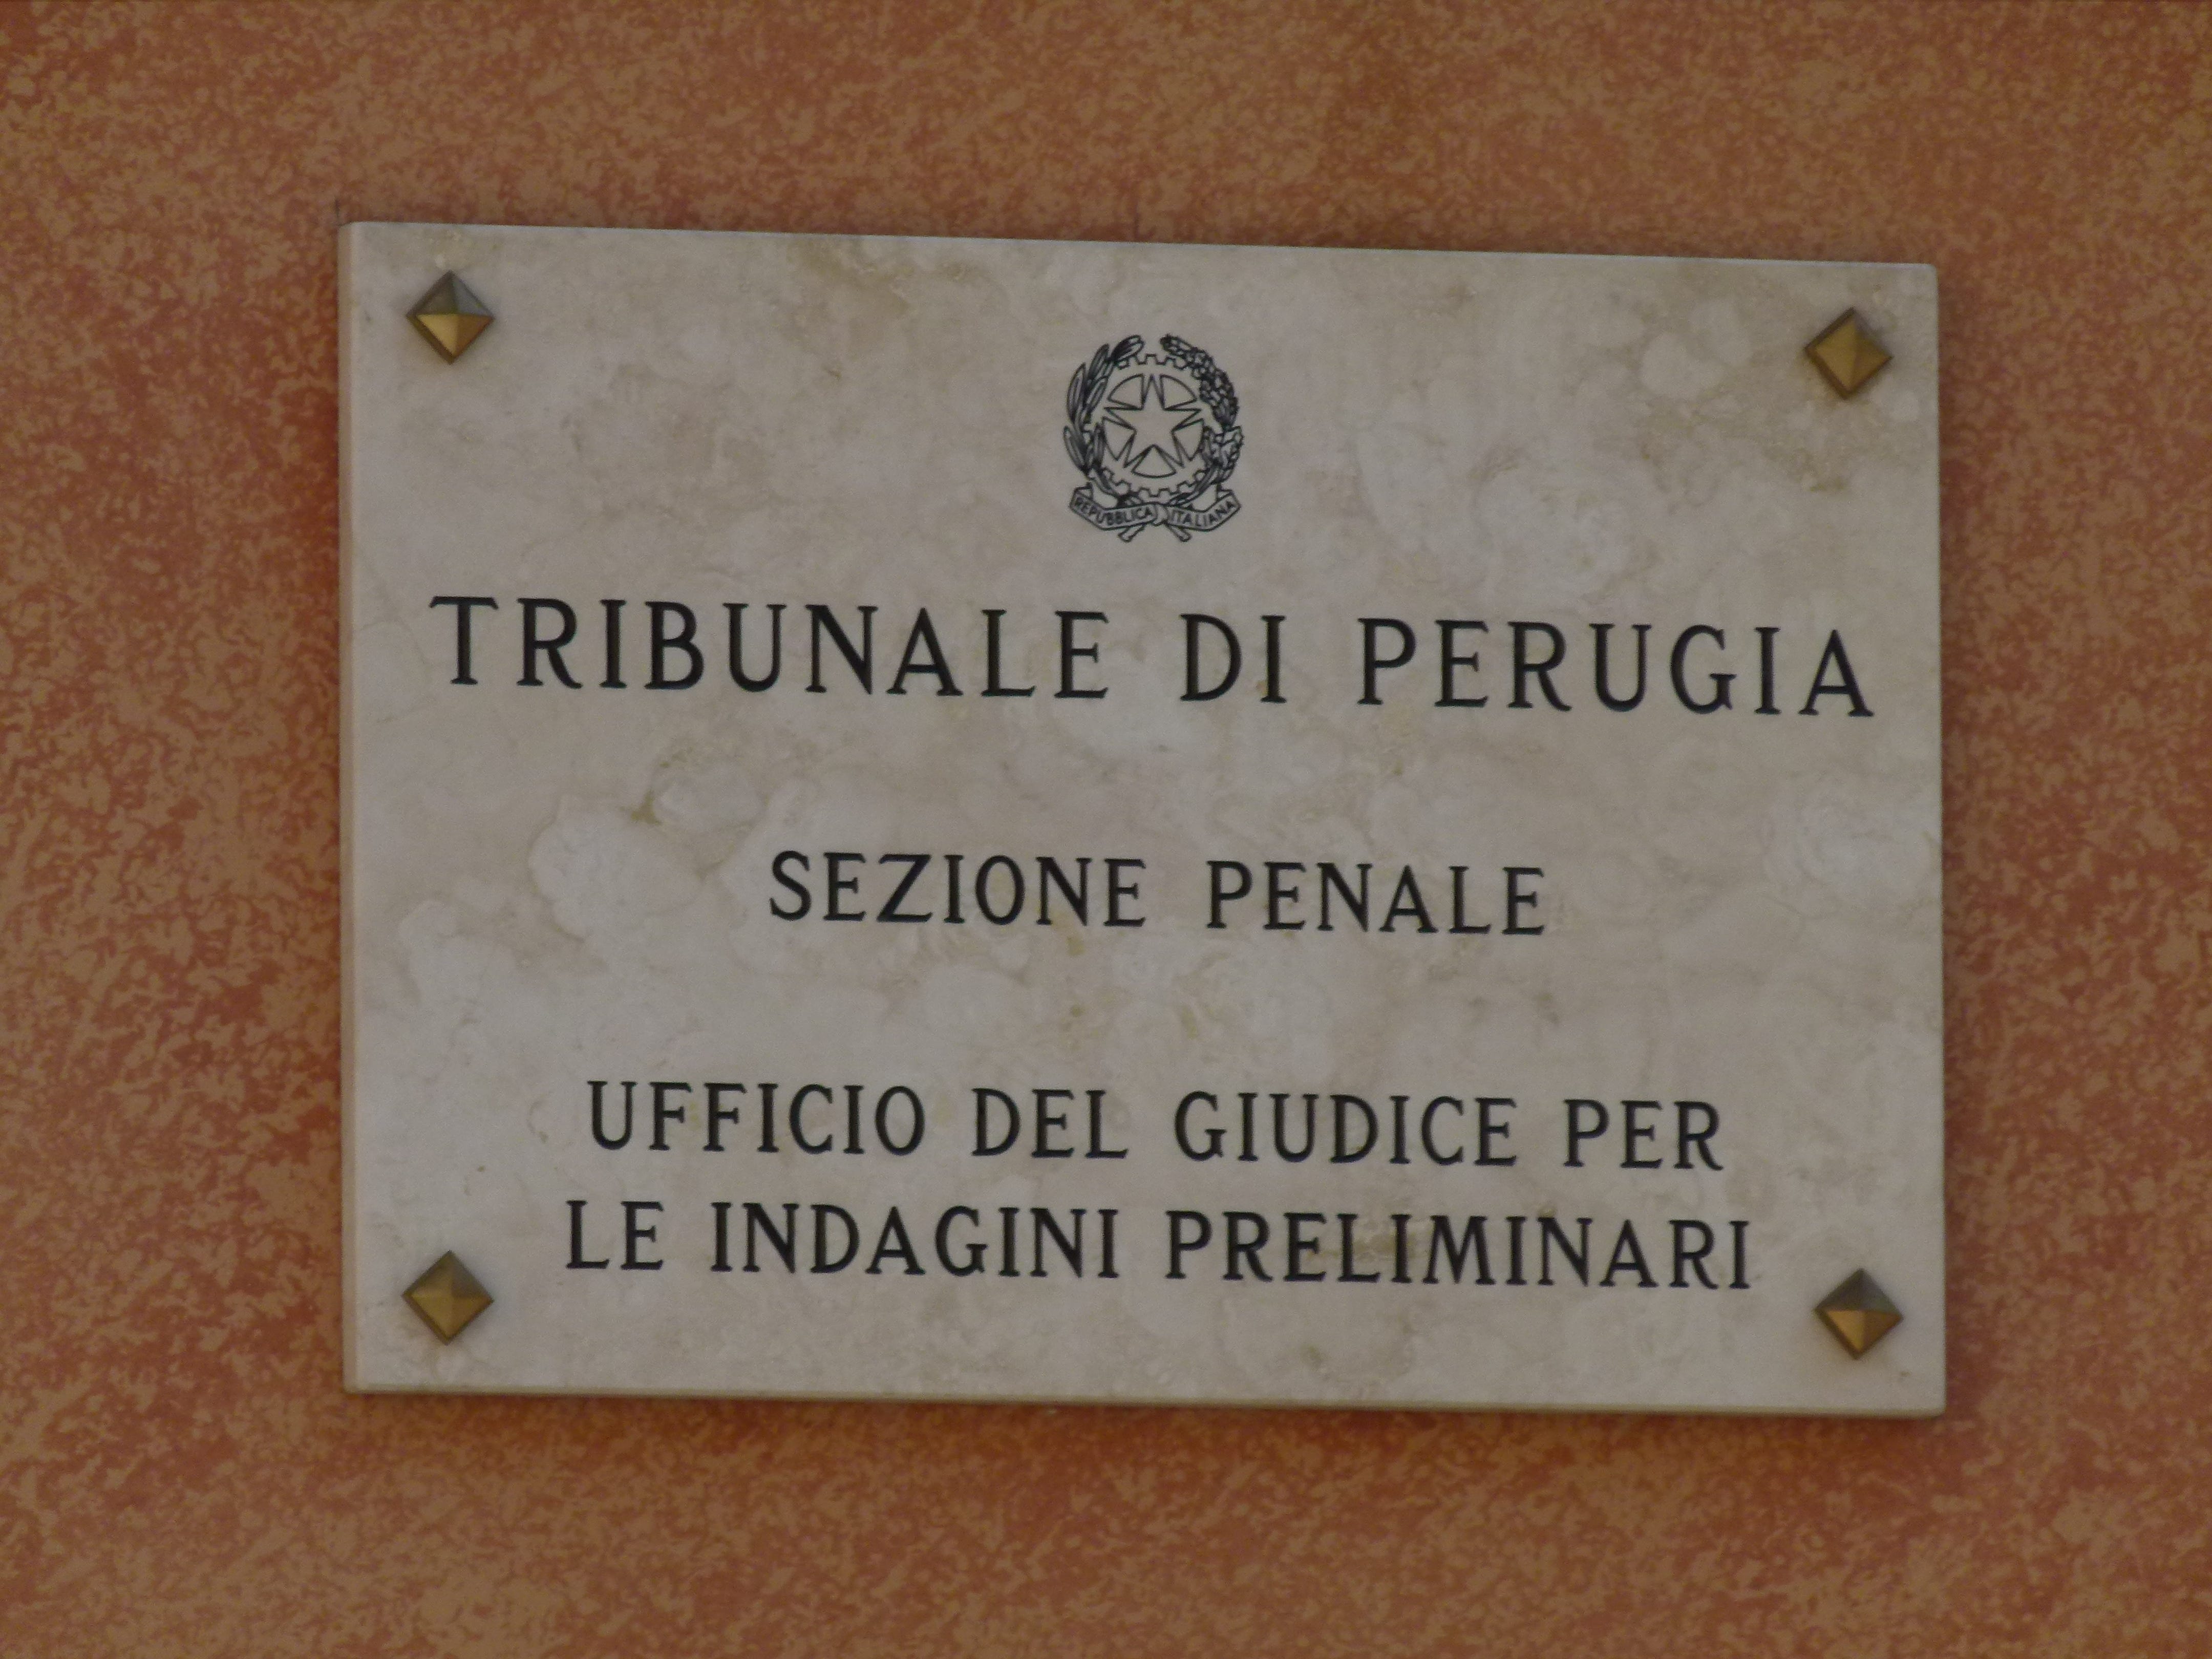 REPUBBLICA ITALIANA
TRIBUNALE DI PERUGIA
SEZIONE PENALE
UFFICIO DEL GIUDICE PER
LE INDAGINI PRELIMINARI